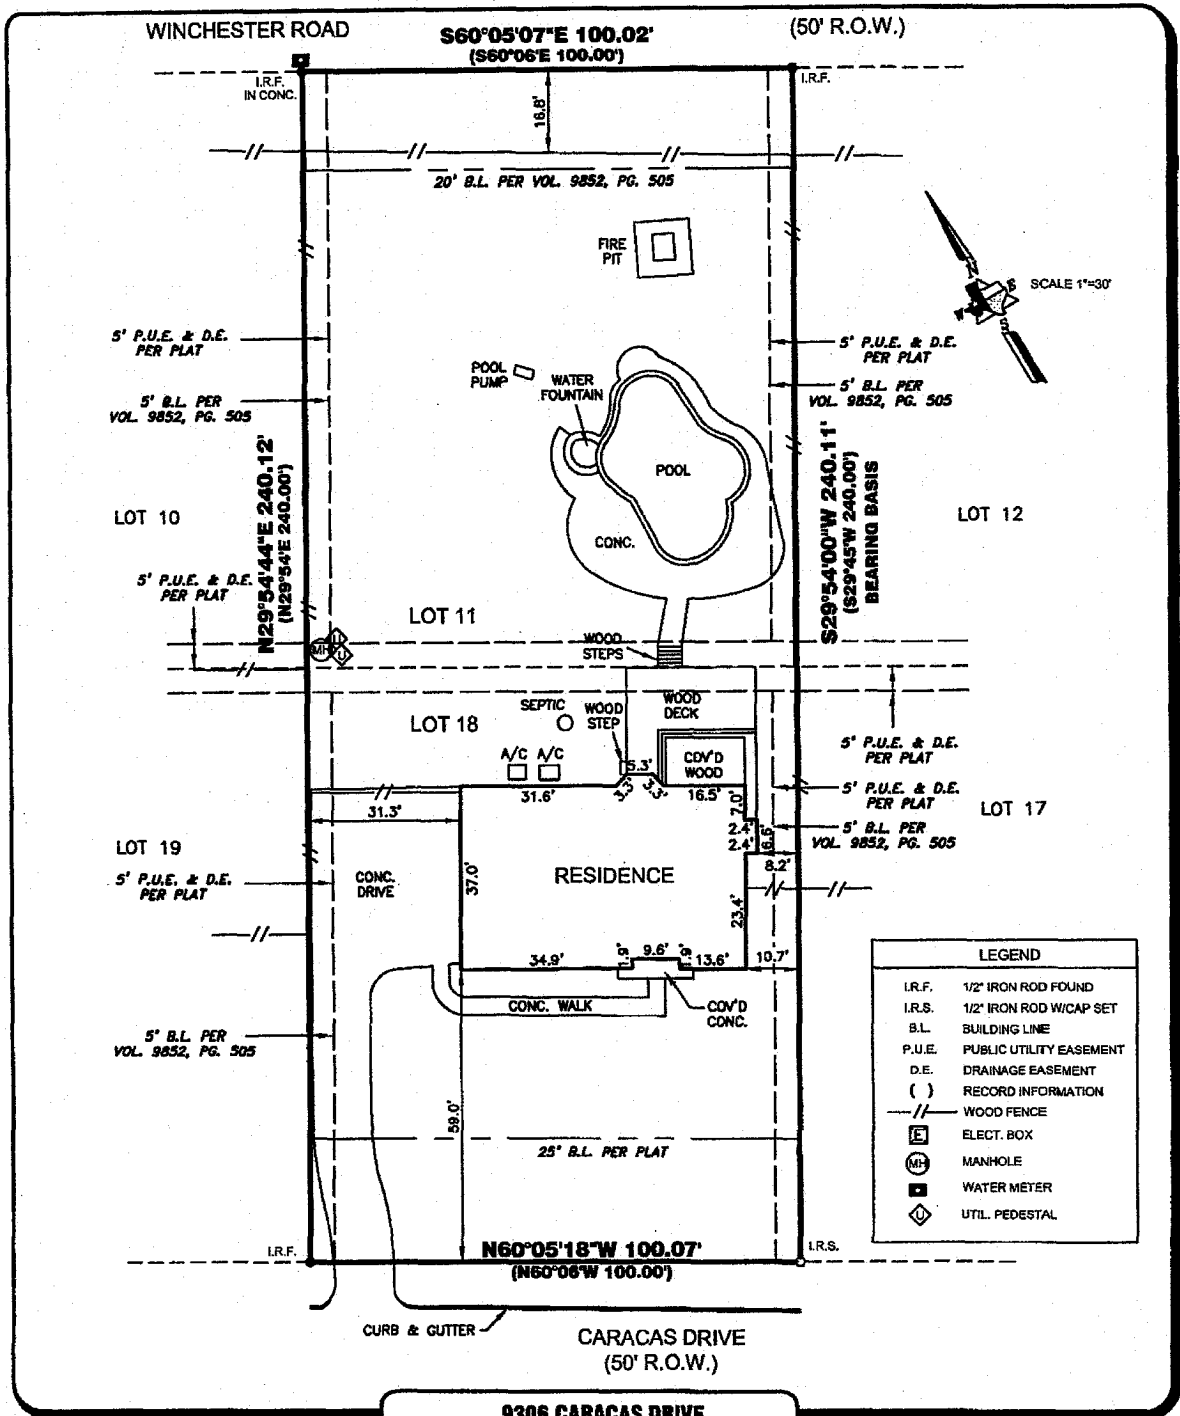 WINCHESTER ROAD
S60°05'07"E 100.02'
(S60°06'E 100.00')
(50' R.O.W.)
I.R.F.
IN CONC.
I.R.F.
16.8'
20' B.L. PER VOL. 9852, PG. 505
FIRE
PIT
N
E
W
S
SCALE 1"=30'
5' P.U.E. & D.E.
PER PLAT
5' P.U.E. & D.E.
PER PLAT
POOL
PUMP
WATER
FOUNTAIN
5' B.L. PER
VOL. 9852, PG. 505
5' B.L. PER
VOL. 9852, PG. 505
N29°54'44"E 240.12'
(N29°54'E 240.00')
POOL
S29°54'00"W 240.11'
(S29°45'W 240.00')
BEARING BASIS
LOT 10
LOT 12
CONC.
5' P.U.E. & D.E.
PER PLAT
LOT 11
U
MH
U
WOOD
STEPS
SEPTIC
WOOD
STEP
WOOD
DECK
LOT 18
5' P.U.E. & D.E.
PER PLAT
A/C A/C
5.3'
COV'D
WOOD
31.6'
3.3'
3.3'
16.5'
5' P.U.E. & D.E.
PER PLAT
LOT 17
31.3'
7.0'
2.4'
2.4'
6.6'
5' B.L. PER
VOL. 9852, PG. 505
8.2'
LOT 19
5' P.U.E. & D.E.
PER PLAT
CONC.
DRIVE
37.0'
RESIDENCE
23.4'
34.9'
1.9'
9.6'
1.9'
13.6'
10.7'
CONC. WALK
COV'D
CONC.
5' B.L. PER
VOL. 9852, PG. 505
59.0'
25' B.L. PER PLAT
LEGEND
I.R.F. 1/2" IRON ROD FOUND
I.R.S. 1/2" IRON ROD W/CAP SET
B.L. BUILDING LINE
P.U.E. PUBLIC UTILITY EASEMENT
D.E. DRAINAGE EASEMENT
( ) RECORD INFORMATION
—//— WOOD FENCE
E ELECT. BOX
MH MANHOLE
WATER METER
U UTIL. PEDESTAL
I.R.F.
N60°05'18"W 100.07'
(N60°06'W 100.00')
I.R.S.
CURB & GUTTER
CARACAS DRIVE
(50' R.O.W.)
9306 CARACAS DRIVE